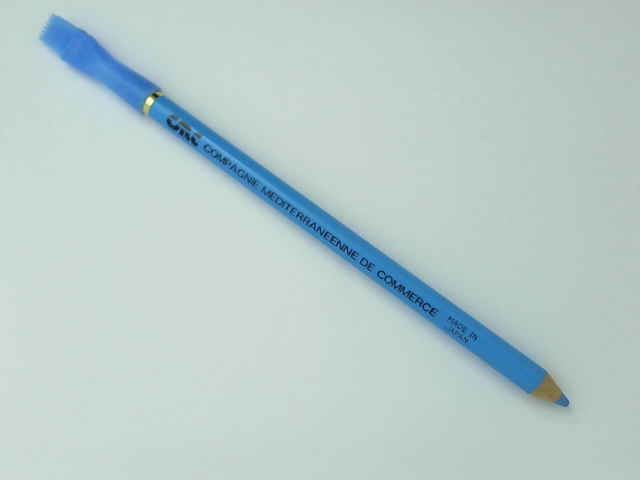 CMC COMPAGNIE MEDITERRANEENNE DE COMMERCE
MADE IN
JAPAN